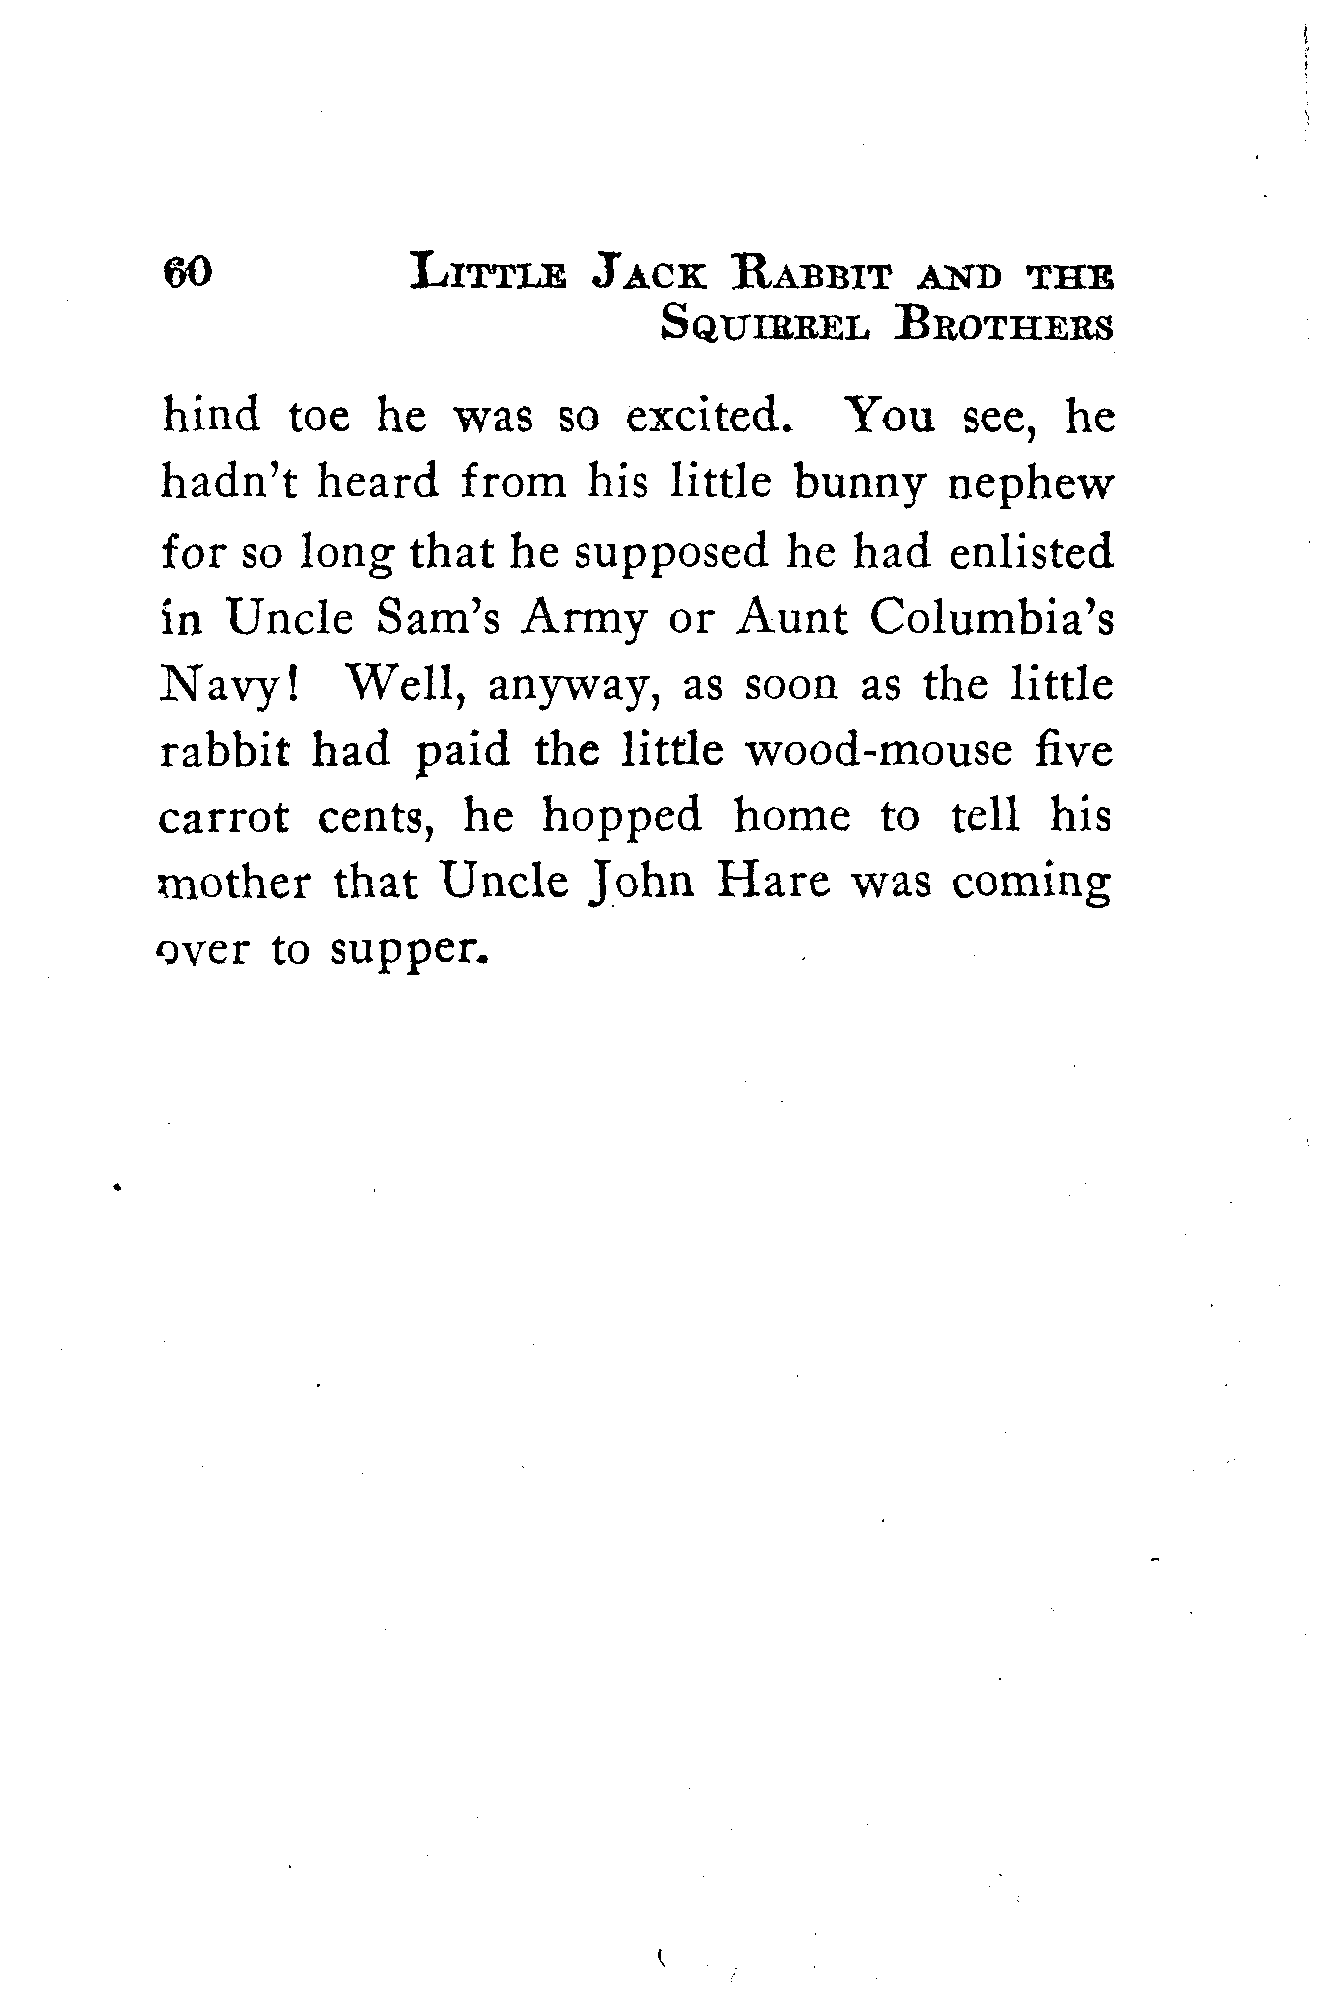 60 Little Jack Rabbit and the
Squirrel Brothers
hind toe he was so excited. You see, he
hadn't heard from his little bunny nephew
for so long that he supposed he had enlisted
in Uncle Sam's Army or Aunt Columbia's
Navy! Well, anyway, as soon as the little
rabbit had paid the little wood-mouse five
carrot cents, he hopped home to tell his
mother that Uncle John Hare was coming
over to supper.